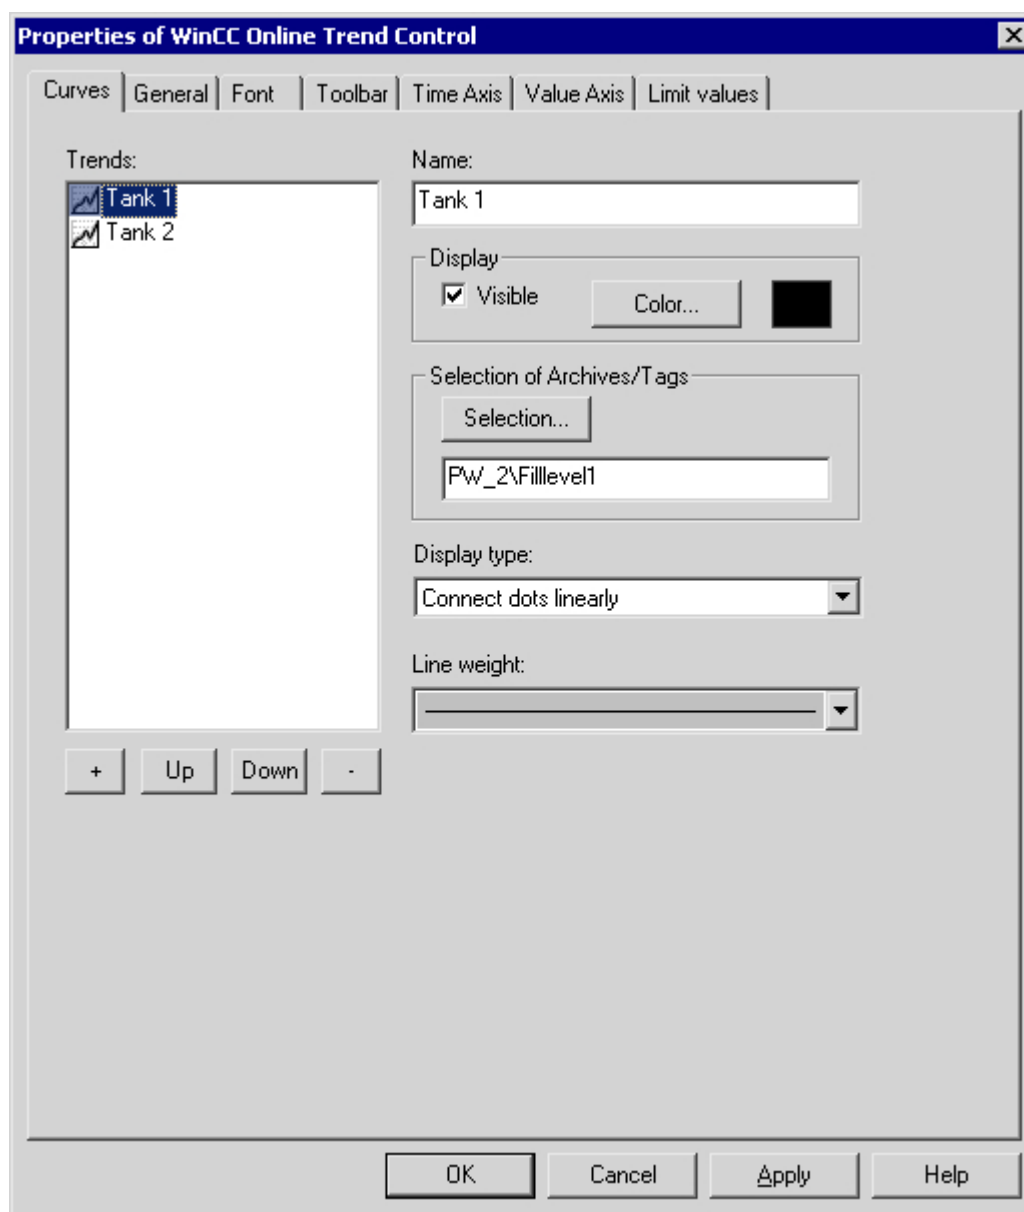 Properties of WinCC Online Trend Control
Curves General Font Toolbar Time Axis Value Axis Limit values
Trends:
Tank 1
Tank 2
+ Up Down -
Name:
Tank 1
Display
Visible Color...
Selection of Archives/Tags
Selection...
PW_2\Filllevel1
Display type:
Connect dots linearly
Line weight:
OK Cancel Apply Help